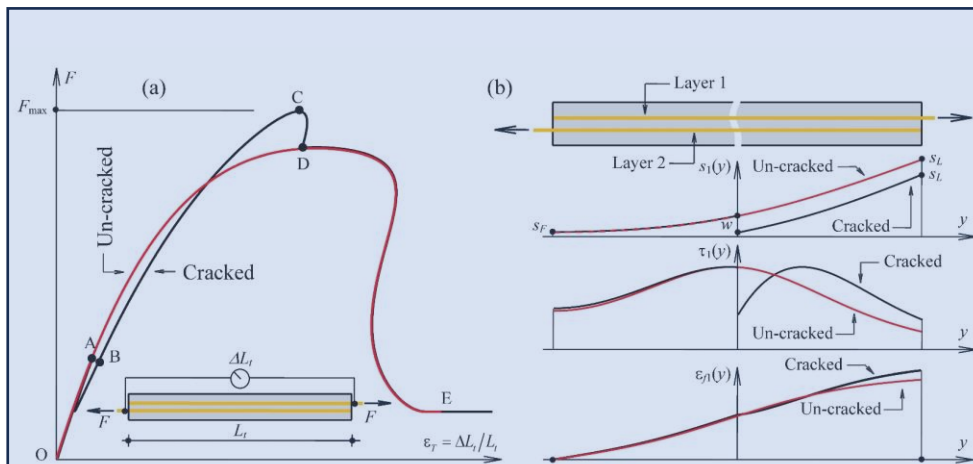 F
(a)
F_max
C
D
Un-cracked
Cracked
A
B
ΔL_t
E
F
F
L_t
ε_T = ΔL_t/L_t
O
(b)
Layer 1
Layer 2
s_1(y)
Un-cracked
s_L
s_L
s_F
w
Cracked
y
τ_1(y)
Cracked
Un-cracked
y
ε_f1(y)
Cracked
Un-cracked
y